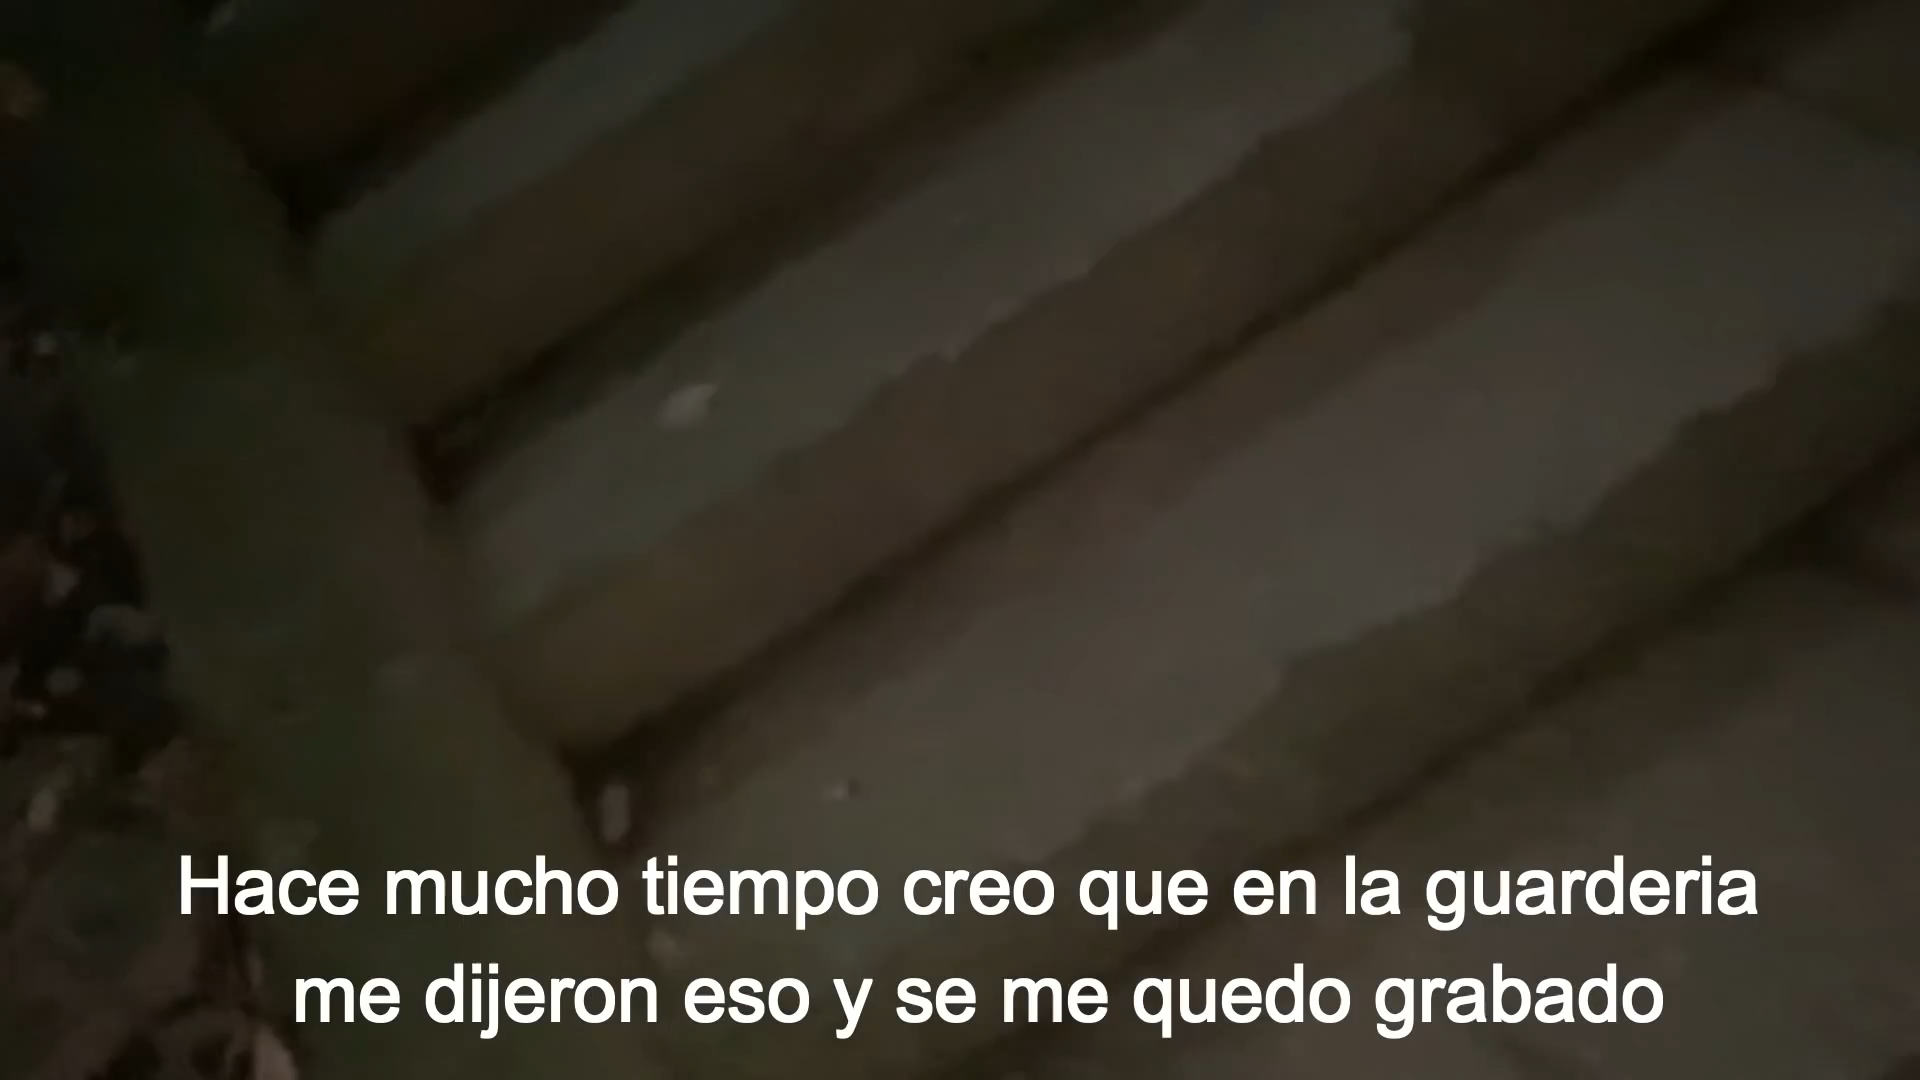 Hace mucho tiempo creo que en la guarderia
me dijeron eso y se me quedo grabado